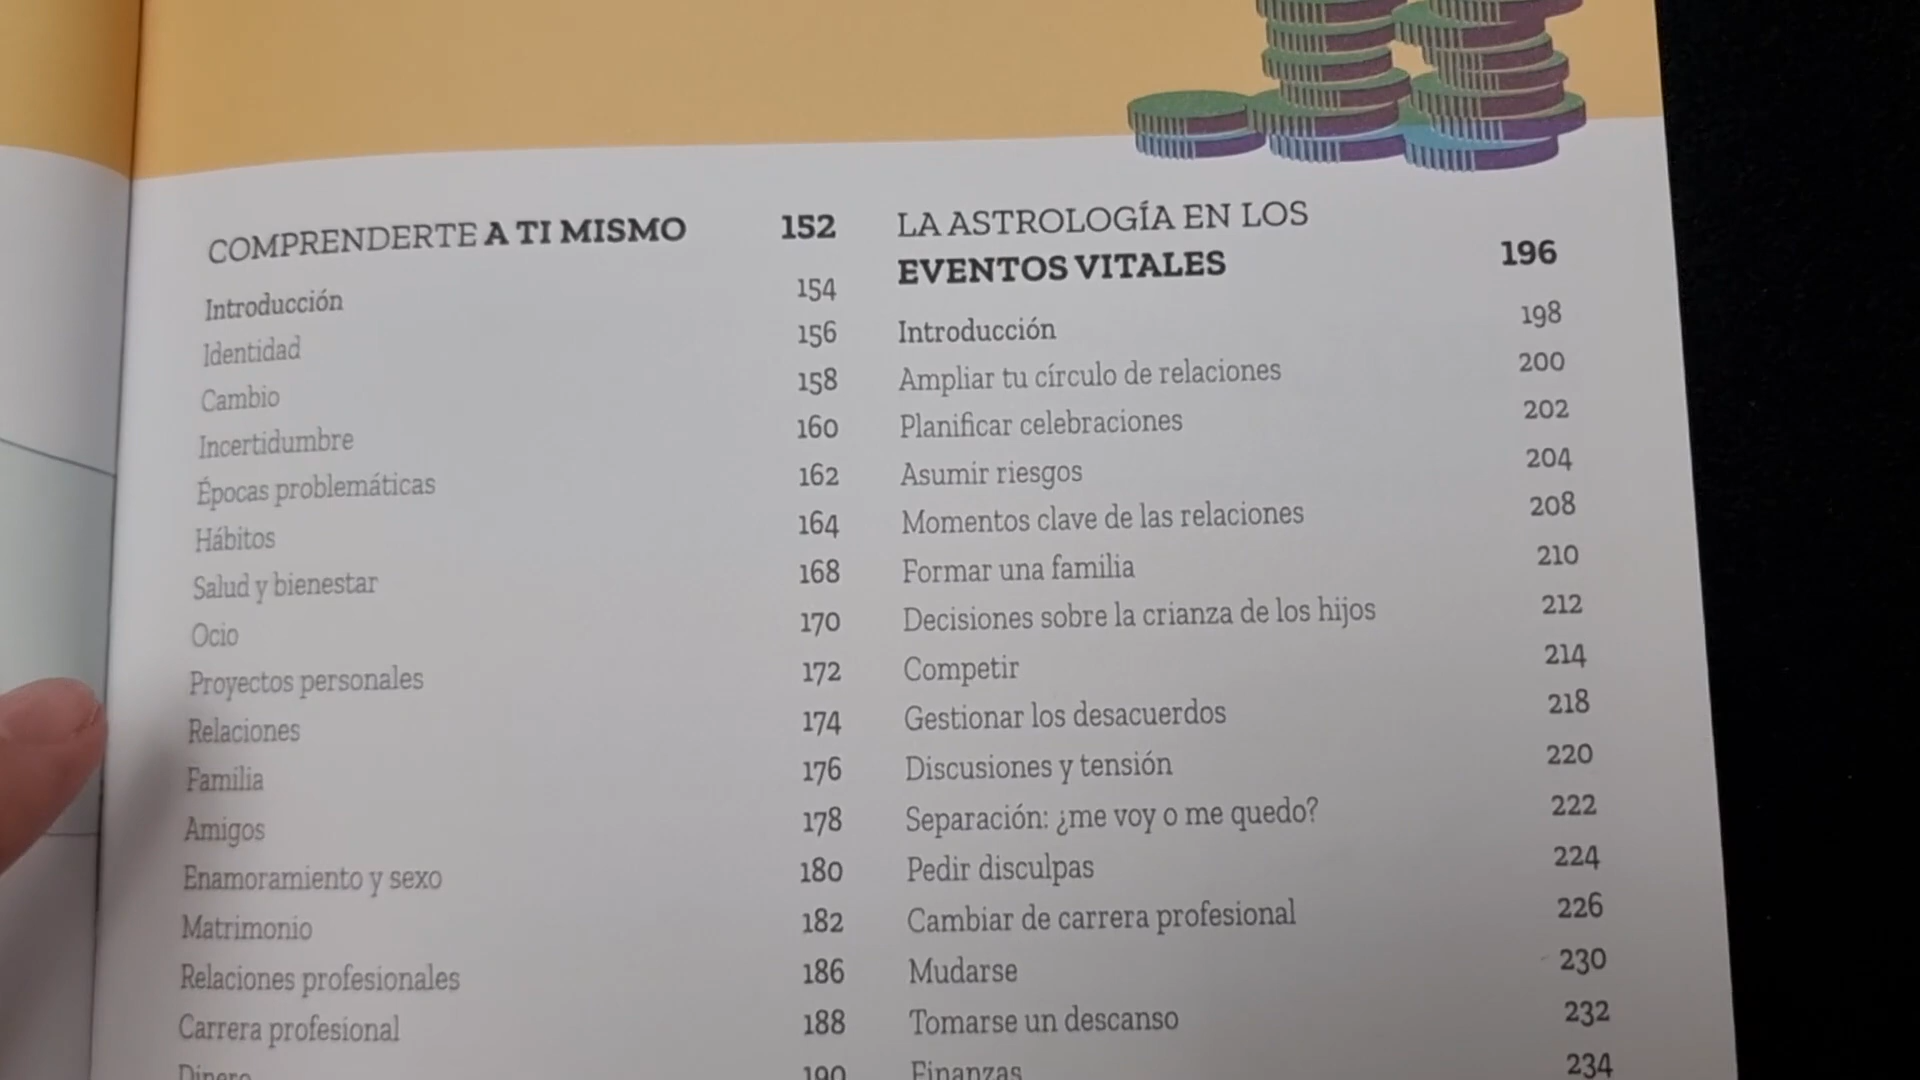 COMPRENDERTE A TI MISMO 152
Introducción 154
Identidad 156
Cambio 158
Incertidumbre 160
Épocas problemáticas 162
Hábitos 164
Salud y bienestar 168
Ocio 170
Proyectos personales 172
Relaciones 174
Familia 176
Amigos 178
Enamoramiento y sexo 180
Matrimonio 182
Relaciones profesionales 186
Carrera profesional 188
Dinero 190
LA ASTROLOGÍA EN LOS
EVENTOS VITALES 196
Introducción 198
Ampliar tu círculo de relaciones 200
Planificar celebraciones 202
Asumir riesgos 204
Momentos clave de las relaciones 208
Formar una familia 210
Decisiones sobre la crianza de los hijos 212
Competir 214
Gestionar los desacuerdos 218
Discusiones y tensión 220
Separación: ¿me voy o me quedo? 222
Pedir disculpas 224
Cambiar de carrera profesional 226
Mudarse 230
Tomarse un descanso 232
Finanzas 234